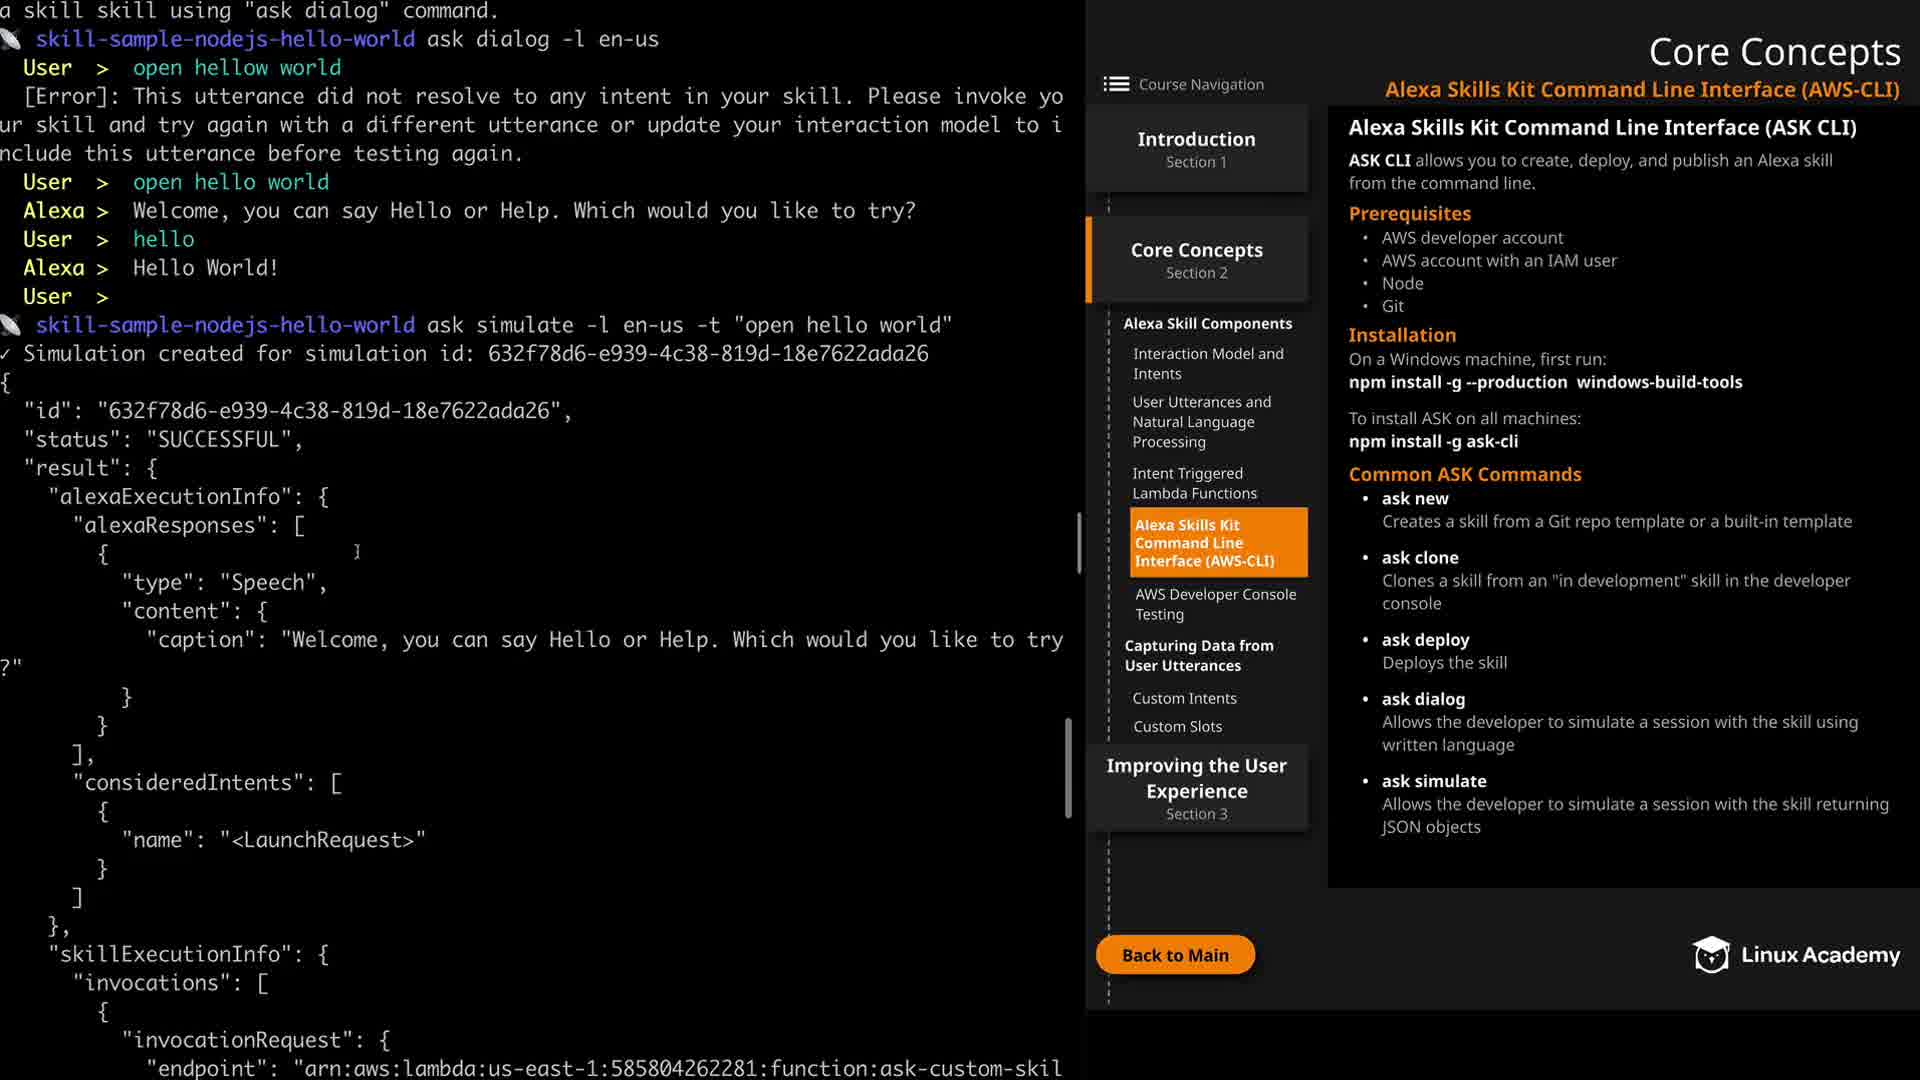 a skill skill using "ask dialog" command.
skill-sample-nodejs-hello-world ask dialog -l en-us
User > open hellow world
[Error]: This utterance did not resolve to any intent in your skill. Please invoke yo
ur skill and try again with a different utterance or update your interaction model to i
nclude this utterance before testing again.
User > open hello world
Alexa > Welcome, you can say Hello or Help. Which would you like to try?
User > hello
Alexa > Hello World!
User >
skill-sample-nodejs-hello-world ask simulate -l en-us -t "open hello world"
✓ Simulation created for simulation id: 632f78d6-e939-4c38-819d-18e7622ada26
{
"id": "632f78d6-e939-4c38-819d-18e7622ada26",
"status": "SUCCESSFUL",
"result": {
"alexaExecutionInfo": {
"alexaResponses": [
{
"type": "Speech",
"content": {
"caption": "Welcome, you can say Hello or Help. Which would you like to try
?"
}
}
],
"consideredIntents": [
{
"name": "<LaunchRequest>"
}
]
},
"skillExecutionInfo": {
"invocations": [
{
"invocationRequest": {
"endpoint": "arn:aws:lambda:us-east-1:585804262281:function:ask-custom-skil
Core Concepts
Alexa Skills Kit Command Line Interface (AWS-CLI)
Course Navigation
Introduction
Section 1
Core Concepts
Section 2
Alexa Skill Components
Interaction Model and
Intents
User Utterances and
Natural Language
Processing
Intent Triggered
Lambda Functions
Alexa Skills Kit
Command Line
Interface (AWS-CLI)
AWS Developer Console
Testing
Capturing Data from
User Utterances
Custom Intents
Custom Slots
Improving the User
Experience
Section 3
Back to Main
Alexa Skills Kit Command Line Interface (ASK CLI)
ASK CLI allows you to create, deploy, and publish an Alexa skill
from the command line.
Prerequisites
• AWS developer account
• AWS account with an IAM user
• Node
• Git
Installation
On a Windows machine, first run:
npm install -g --production windows-build-tools
To install ASK on all machines:
npm install -g ask-cli
Common ASK Commands
• ask new
Creates a skill from a Git repo template or a built-in template
• ask clone
Clones a skill from an "in development" skill in the developer
console
• ask deploy
Deploys the skill
• ask dialog
Allows the developer to simulate a session with the skill using
written language
• ask simulate
Allows the developer to simulate a session with the skill returning
JSON objects
Linux Academy